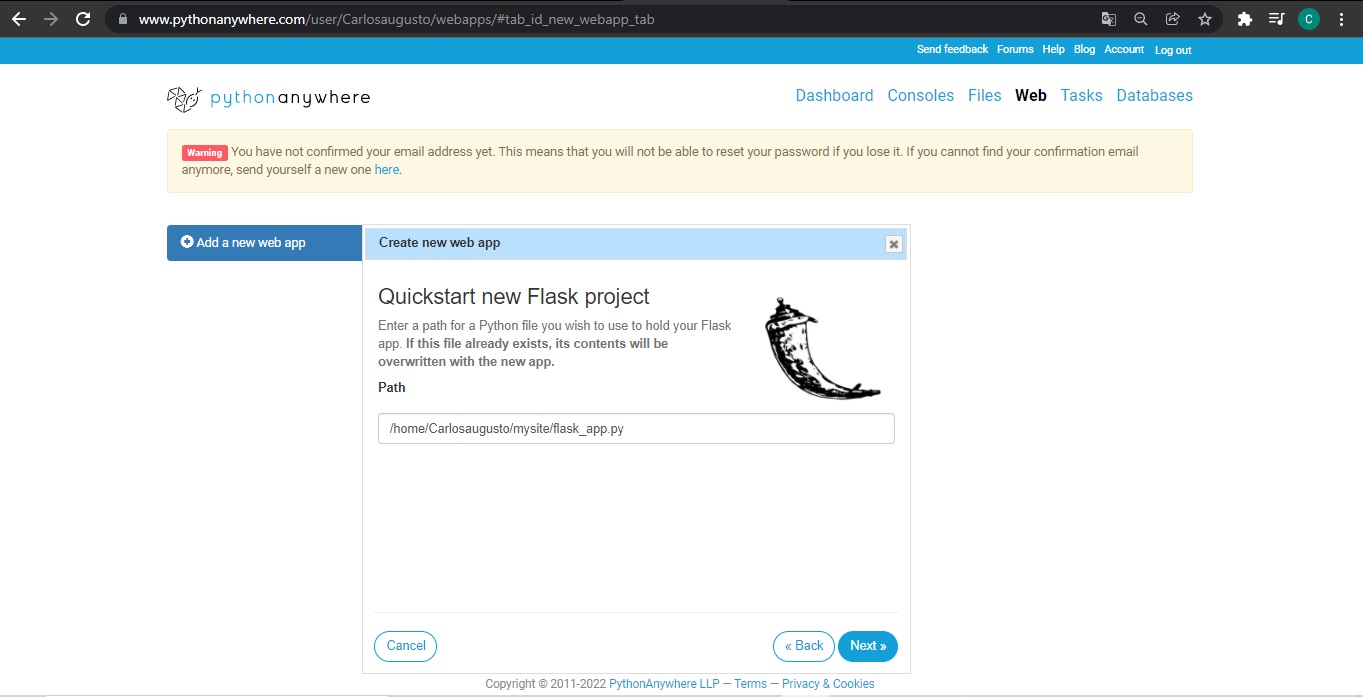 www.pythonanywhere.com/user/Carlosaugusto/webapps/#tab_id_new_webapp_tab
C
Send feedback Forums Help Blog Account Log out
pythonanywhere
Dashboard Consoles Files Web Tasks Databases
Warning You have not confirmed your email address yet. This means that you will not be able to reset your password if you lose it. If you cannot find your confirmation email
anymore, send yourself a new one here.
Add a new web app
Create new web app
Quickstart new Flask project
Enter a path for a Python file you wish to use to hold your Flask
app. If this file already exists, its contents will be
overwritten with the new app.
Path
/home/Carlosaugusto/mysite/flask_app.py
Cancel
« Back
Next »
Copyright © 2011-2022 PythonAnywhere LLP — Terms — Privacy & Cookies